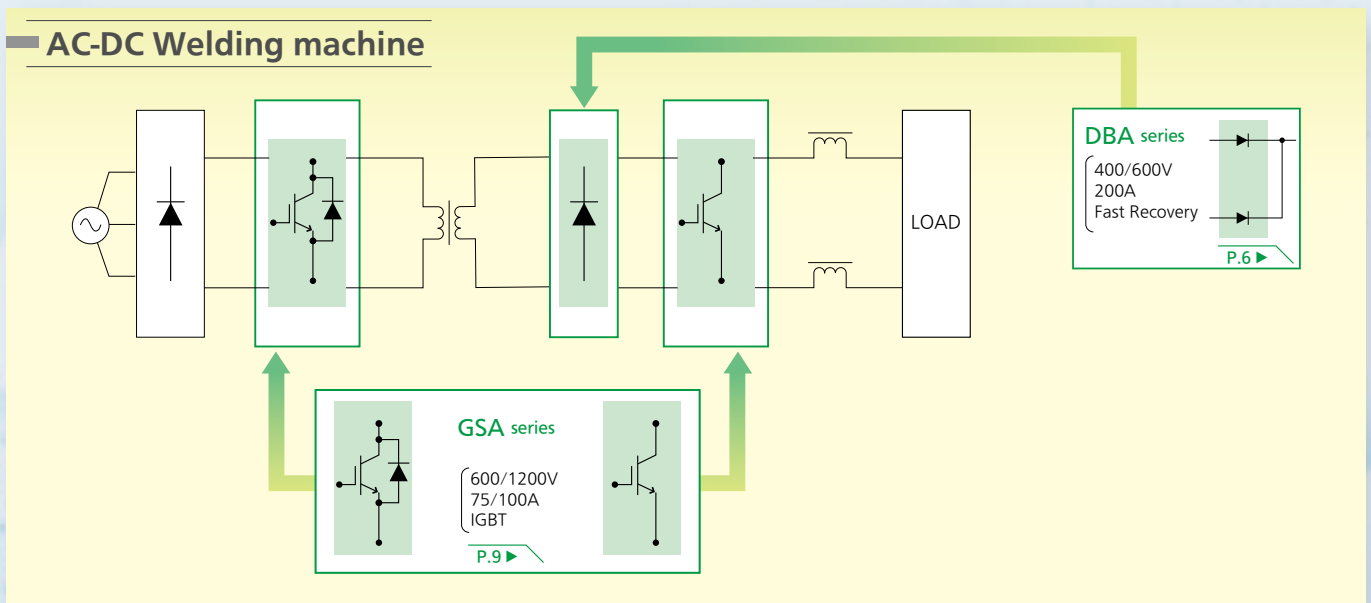 AC-DC Welding machine
LOAD
DBA series
400/600V
200A
Fast Recovery
P.6 ►
GSA series
600/1200V
75/100A
IGBT
P.9 ►